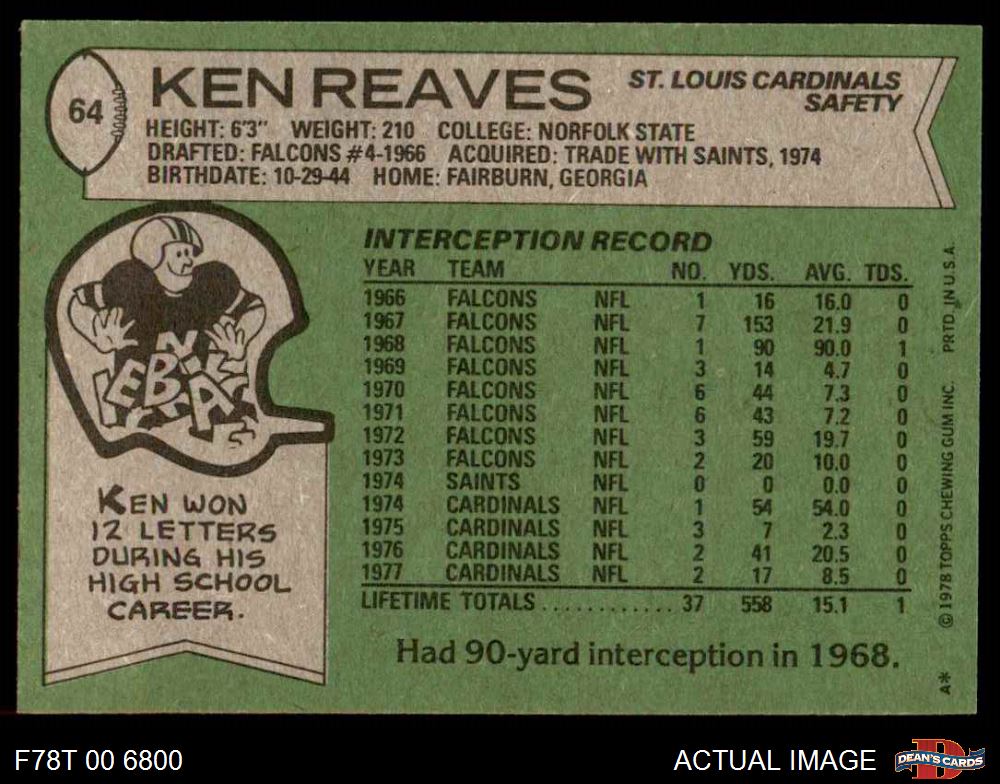 64
KEN REAVES
ST. LOUIS CARDINALS
SAFETY
HEIGHT: 6'3" WEIGHT: 210 COLLEGE: NORFOLK STATE
DRAFTED: FALCONS #4-1966 ACQUIRED: TRADE WITH SAINTS, 1974
BIRTHDATE: 10-29-44 HOME: FAIRBURN, GEORGIA
INTERCEPTION RECORD
YEAR TEAM NO. YDS. AVG. TDS.
1966 FALCONS NFL 1 16 16.0 0
1967 FALCONS NFL 7 153 21.9 0
1968 FALCONS NFL 1 90 90.0 1
1969 FALCONS NFL 3 14 4.7 0
1970 FALCONS NFL 6 44 7.3 0
1971 FALCONS NFL 6 43 7.2 0
1972 FALCONS NFL 3 59 19.7 0
1973 FALCONS NFL 2 20 10.0 0
1974 SAINTS NFL 0 0 0.0 0
1974 CARDINALS NFL 1 54 54.0 0
1975 CARDINALS NFL 3 7 2.3 0
1976 CARDINALS NFL 2 41 20.5 0
1977 CARDINALS NFL 2 17 8.5 0
LIFETIME TOTALS ............ 37 558 15.1 1
Had 90-yard interception in 1968.
KEN WON
12 LETTERS
DURING HIS
HIGH SCHOOL
CAREER.
A* © 1978 TOPPS CHEWING GUM INC. PRTD. IN U.S.A.
F78T 00 6800
ACTUAL IMAGE
DEAN'S CARDS